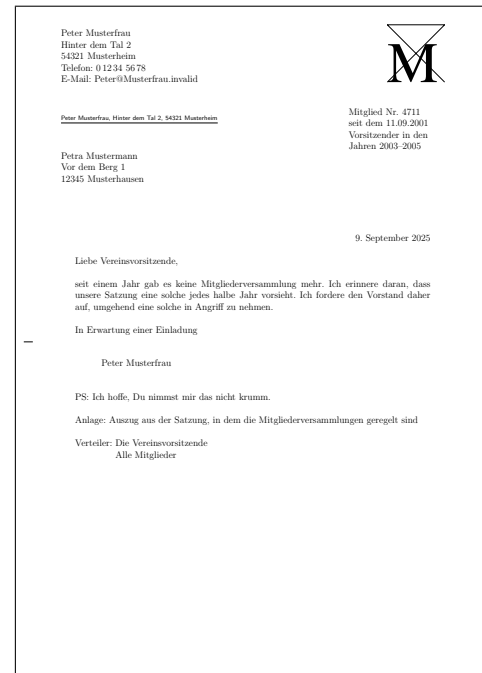 Peter Musterfrau
Hinter dem Tal 2
54321 Musterheim
Telefon: 0 12 34 56 78
E-Mail: Peter@Musterfrau.invalid
M
Peter Musterfrau, Hinter dem Tal 2, 54321 Musterheim
Mitglied Nr. 4711
seit dem 11.09.2001
Vorsitzender in den
Jahren 2003–2005
Petra Mustermann
Vor dem Berg 1
12345 Musterhausen
9. September 2025
Liebe Vereinsvorsitzende,
seit einem Jahr gab es keine Mitgliederversammlung mehr. Ich erinnere daran, dass
unsere Satzung eine solche jedes halbe Jahr vorsieht. Ich fordere den Vorstand daher
auf, umgehend eine solche in Angriff zu nehmen.
In Erwartung einer Einladung
Peter Musterfrau
PS: Ich hoffe, Du nimmst mir das nicht krumm.
Anlage: Auszug aus der Satzung, in dem die Mitgliederversammlungen geregelt sind
Verteiler: Die Vereinsvorsitzende
Alle Mitglieder